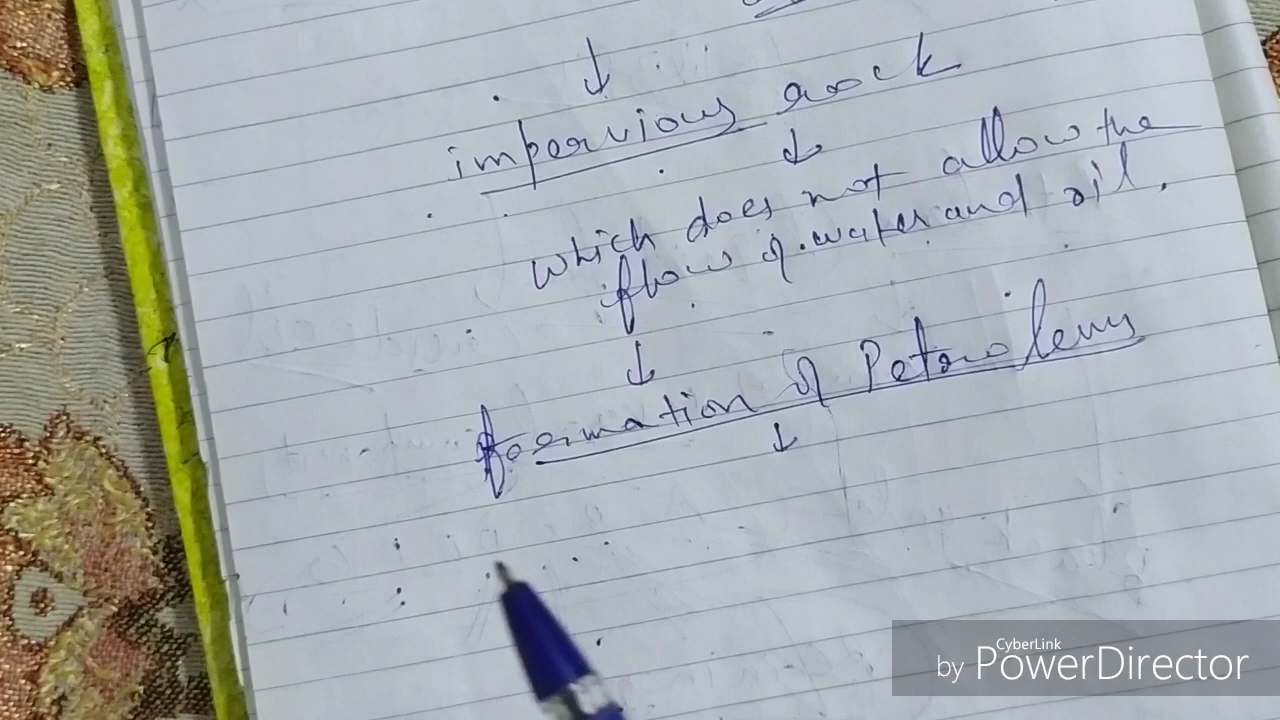 ↓
impervious rock
↓
which does not allow the
flow of water and oil.
↓
formation of Petroleum
↓
CyberLink
by PowerDirector